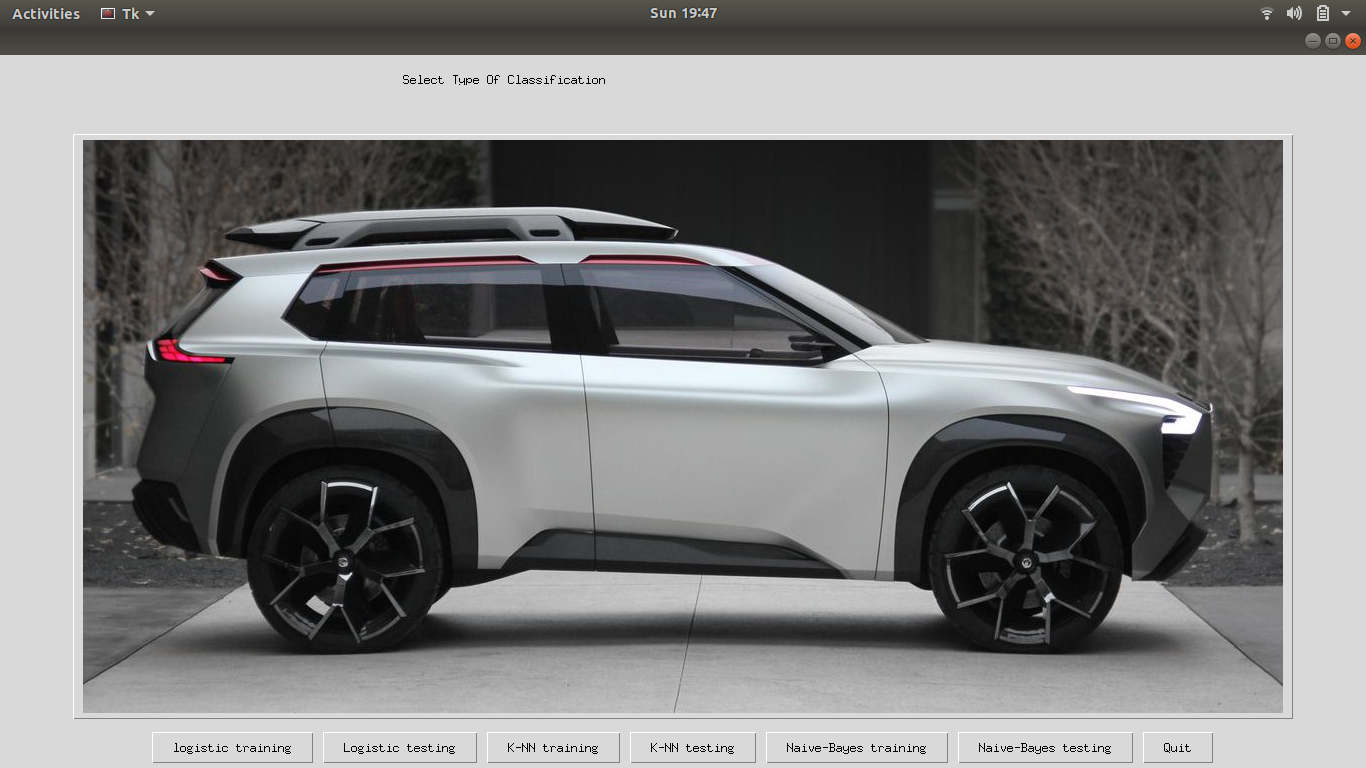 Activities Tk Sun 19:47
Select Type Of Classification
logistic training Logistic testing K-NN training K-NN testing Naive-Bayes training Naive-Bayes testing Quit